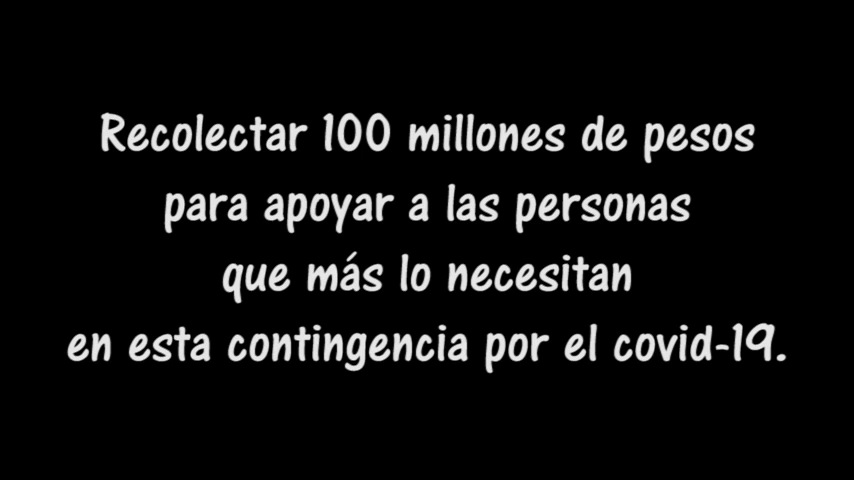 Recolectar 100 millones de pesos
para apoyar a las personas
que más lo necesitan
en esta contingencia por el covid-19.